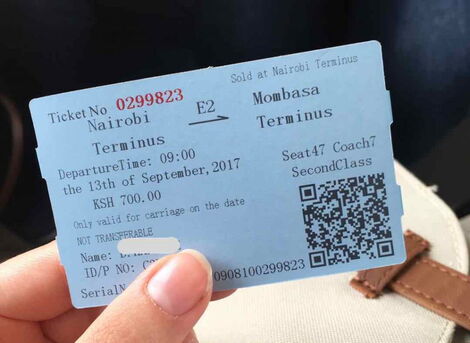 Sold at Nairobi Terminus
Ticket No 0299823
Nairobi E2 Mombasa
Terminus Terminus
DepartureTime: 09:00 Seat47 Coach7
the 13th of September,2017 SecondClass
KSH 700.00
Only valid for carriage on the date
NOT TRANSFERABLE
Name:
ID/P NO:
SerialN 0908100299823